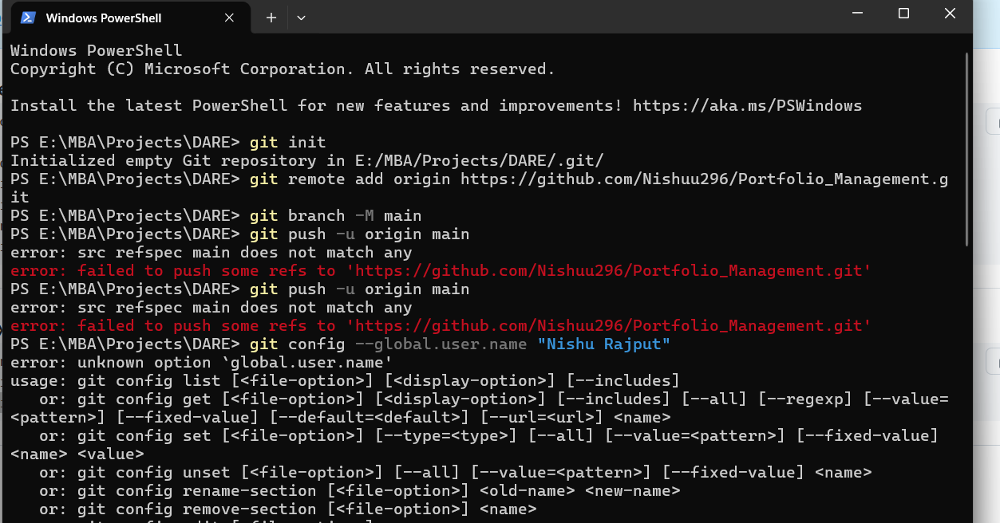 Windows PowerShell
Windows PowerShell
Copyright (C) Microsoft Corporation. All rights reserved.
Install the latest PowerShell for new features and improvements! https://aka.ms/PSWindows
PS E:\MBA\Projects\DARE> git init
Initialized empty Git repository in E:/MBA/Projects/DARE/.git/
PS E:\MBA\Projects\DARE> git remote add origin https://github.com/Nishuu296/Portfolio_Management.g
it
PS E:\MBA\Projects\DARE> git branch -M main
PS E:\MBA\Projects\DARE> git push -u origin main
error: src refspec main does not match any
error: failed to push some refs to 'https://github.com/Nishuu296/Portfolio_Management.git'
PS E:\MBA\Projects\DARE> git push -u origin main
error: src refspec main does not match any
error: failed to push some refs to 'https://github.com/Nishuu296/Portfolio_Management.git'
PS E:\MBA\Projects\DARE> git config --global.user.name "Nishu Rajput"
error: unknown option `global.user.name'
usage: git config list [<file-option>] [<display-option>] [--includes]
   or: git config get [<file-option>] [<display-option>] [--includes] [--all] [--regexp] [--value=
<pattern>] [--fixed-value] [--default=<default>] [--url=<url>] <name>
   or: git config set [<file-option>] [--type=<type>] [--all] [--value=<pattern>] [--fixed-value]
<name> <value>
   or: git config unset [<file-option>] [--all] [--value=<pattern>] [--fixed-value] <name>
   or: git config rename-section [<file-option>] <old-name> <new-name>
   or: git config remove-section [<file-option>] <name>